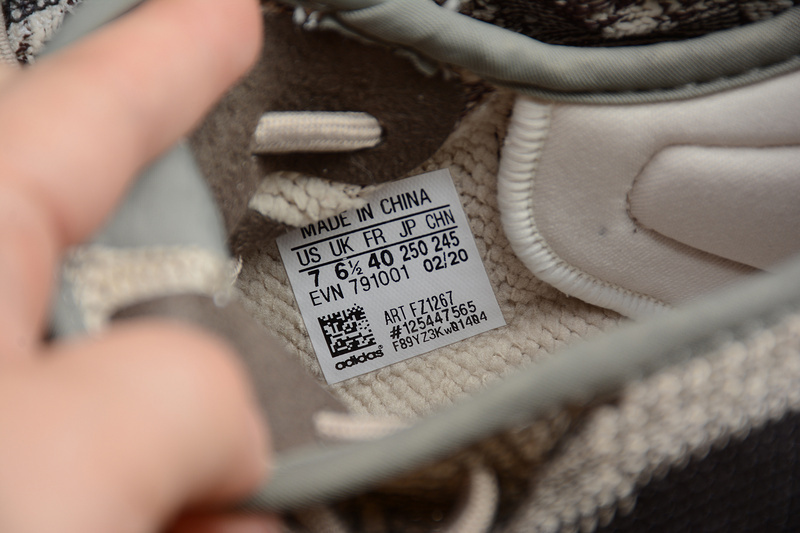 MADE IN CHINA
US UK FR JP CHN
7 6½ 40 250 245
EVN 791001 02/20
ART FZ1267
#125447565
F89YZ3KwQ14Q4
adidas®